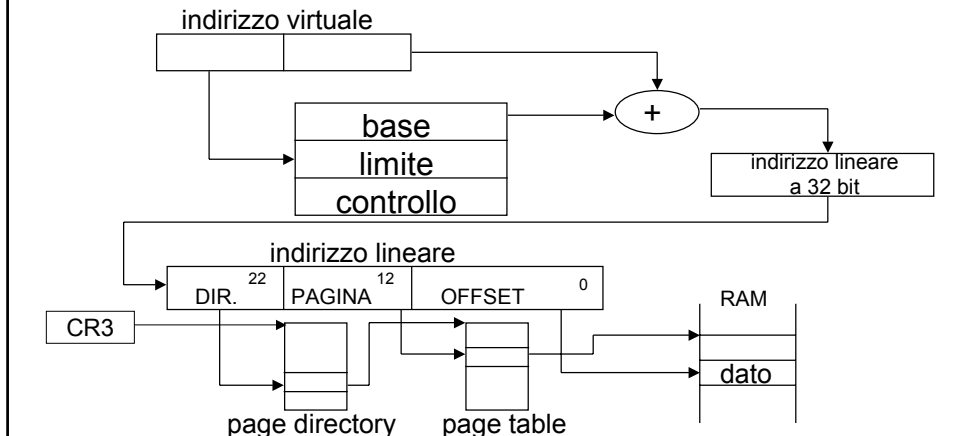 indirizzo virtuale
+
base
limite
controllo
indirizzo lineare
a 32 bit
indirizzo lineare
DIR. 22 PAGINA 12 OFFSET 0
RAM
CR3
dato
page directory page table